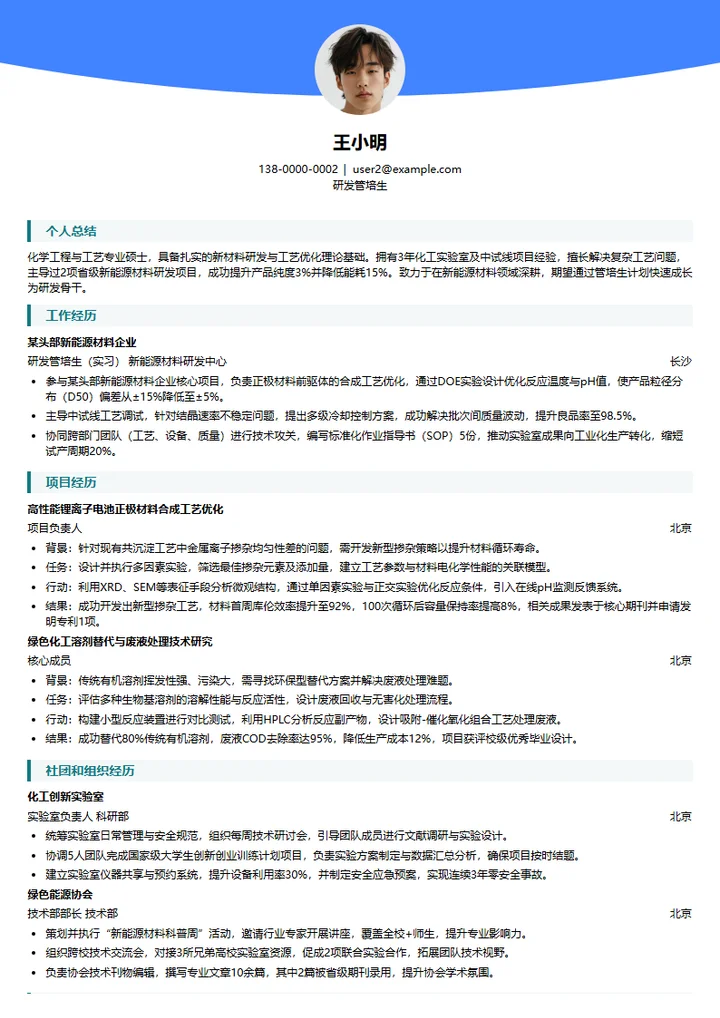 王小明
138-0000-0002 | user2@example.com
研发管培生
个人总结
化学工程与工艺专业硕士，具备扎实的新材料研发与工艺优化理论基础。拥有3年化工实验室及中试线项目经验，擅长解决复杂工艺问题，
主导过2项省级新能源材料研发项目，成功提升产品纯度3%并降低能耗15%。致力于在新能源材料领域深耕，期望通过管培生计划快速成长
为研发骨干。
工作经历
某头部新能源材料企业
研发管培生（实习） 新能源材料研发中心 长沙
• 参与某头部新能源材料企业核心项目，负责正极材料前驱体的合成工艺优化，通过DOE实验设计优化反应温度与pH值，使产品粒径分
布（D50）偏差从±15%降低至±5%。
• 主导中试线工艺调试，针对结晶速率不稳定问题，提出多级冷却控制方案，成功解决批次间质量波动，提升良品率至98.5%。
• 协同跨部门团队（工艺、设备、质量）进行技术攻关，编写标准化作业指导书（SOP）5份，推动实验室成果向工业化生产转化，缩短
试产周期20%。
项目经历
高性能锂离子电池正极材料合成工艺优化
项目负责人 北京
• 背景：针对现有共沉淀工艺中金属离子掺杂均匀性差的问题，需开发新型掺杂策略以提升材料循环寿命。
• 任务：设计并执行多因素实验，筛选最佳掺杂元素及添加量，建立工艺参数与材料电化学性能的关联模型。
• 行动：利用XRD、SEM等表征手段分析微观结构，通过单因素实验与正交实验优化反应条件，引入在线pH监测反馈系统。
• 结果：成功开发出新型掺杂工艺，材料首周库伦效率提升至92%，100次循环后容量保持率提高8%，相关成果发表于核心期刊并申请发
明专利1项。
绿色化工溶剂替代与废液处理技术研究
核心成员 北京
• 背景：传统有机溶剂挥发性强、污染大，需寻找环保型替代方案并解决废液处理难题。
• 任务：评估多种生物基溶剂的溶解性能与反应活性，设计废液回收与无害化处理流程。
• 行动：构建小型反应装置进行对比测试，利用HPLC分析反应副产物，设计吸附-催化氧化组合工艺处理废液。
• 结果：成功替代80%传统有机溶剂，废液COD去除率达95%，降低生产成本12%，项目获评校级优秀毕业设计。
社团和组织经历
化工创新实验室
实验室负责人 科研部 北京
• 统筹实验室日常管理与安全规范，组织每周技术研讨会，引导团队成员进行文献调研与实验设计。
• 协调5人团队完成国家级大学生创新创业训练计划项目，负责实验方案制定与数据汇总分析，确保项目按时结题。
• 建立实验室仪器共享与预约系统，提升设备利用率30%，并制定安全应急预案，实现连续3年零安全事故。
绿色能源协会
技术部部长 技术部 北京
• 策划并执行“新能源材料科普周”活动，邀请行业专家开展讲座，覆盖全校+师生，提升专业影响力。
• 组织跨校技术交流会，对接3所兄弟高校实验室资源，促成2项联合实验合作，拓展团队技术视野。
• 负责协会技术刊物编辑，撰写专业文章10余篇，其中2篇被省级期刊录用，提升协会学术氛围。